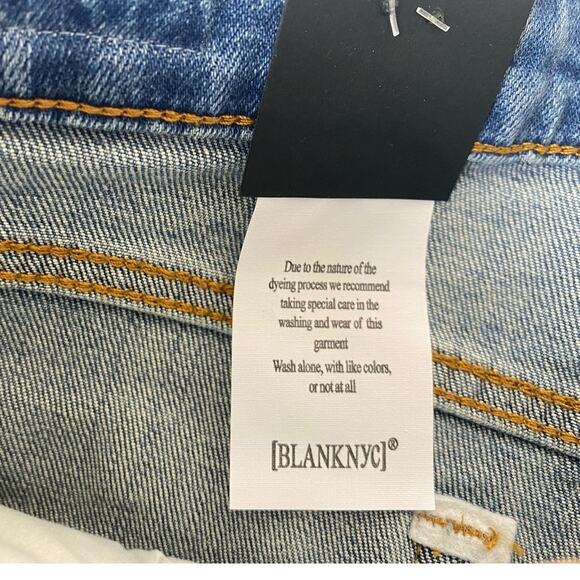 Due to the nature of the
dyeing process we recommend
taking special care in the
washing and wear of this
garment
Wash alone, with like colors,
or not at all
[BLANKNYC]®